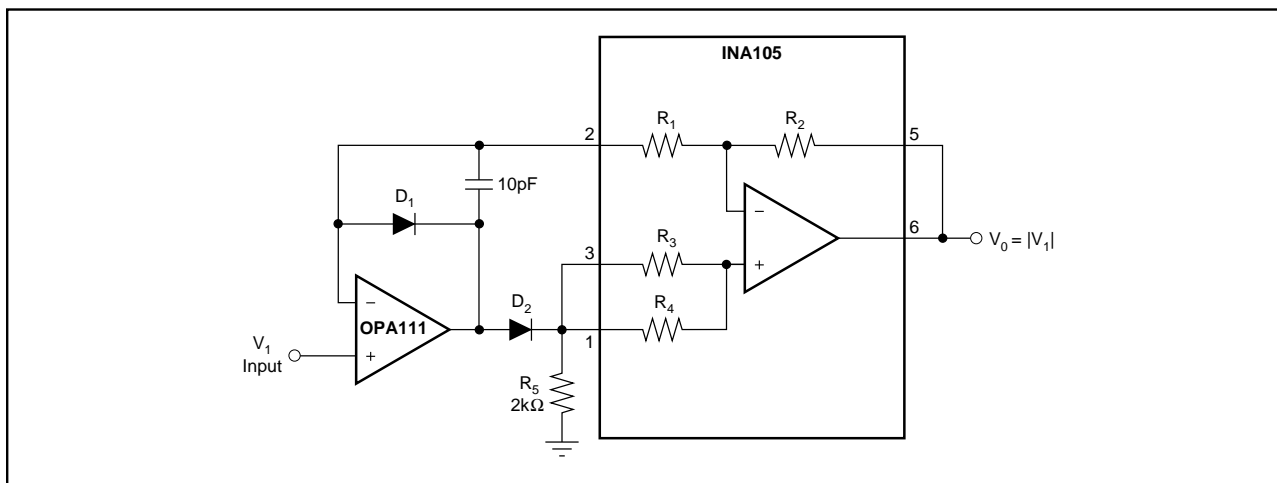 INA105
R1
R2
2
5
10pF
D1
R3
3
6
V0 = |V1|
−
+
R4
1
D2
−
OPA111
+
V1
Input
R5
2kΩ